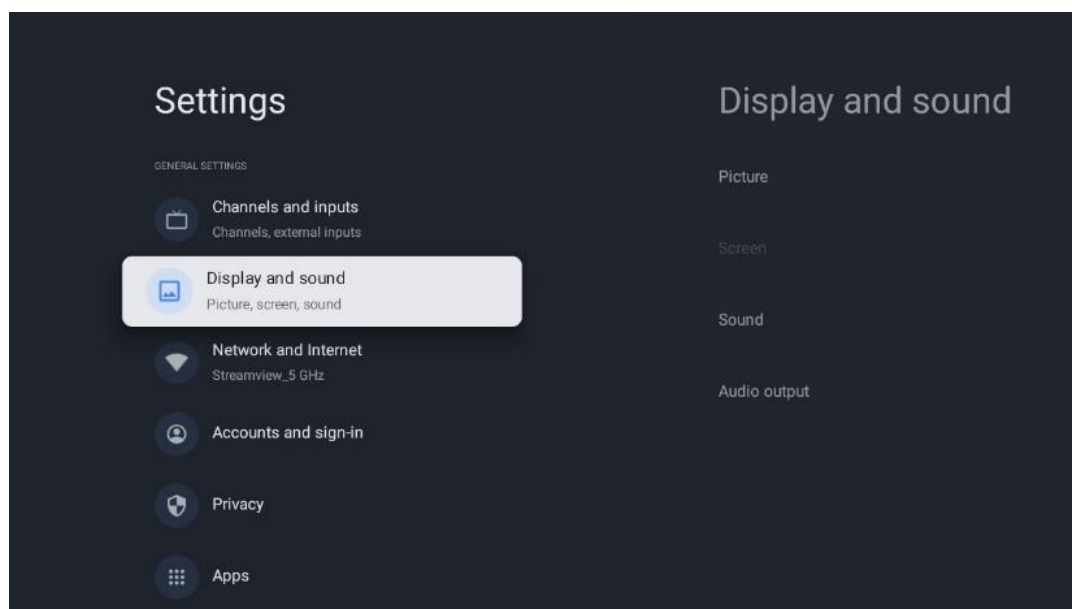 Settings
GENERAL SETTINGS
Channels and inputs
Channels, external inputs
Display and sound
Picture, screen, sound
Network and Internet
Streamview_5 GHz
Accounts and sign-in
Privacy
Apps
Display and sound
Picture
Screen
Sound
Audio output